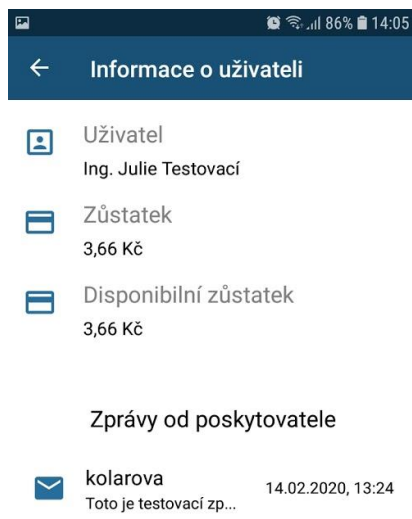 86% 14:05
Informace o uživateli
Uživatel
Ing. Julie Testovací
Zůstatek
3,66 Kč
Disponibilní zůstatek
3,66 Kč
Zprávy od poskytovatele
kolarova 14.02.2020, 13:24
Toto je testovací zp...